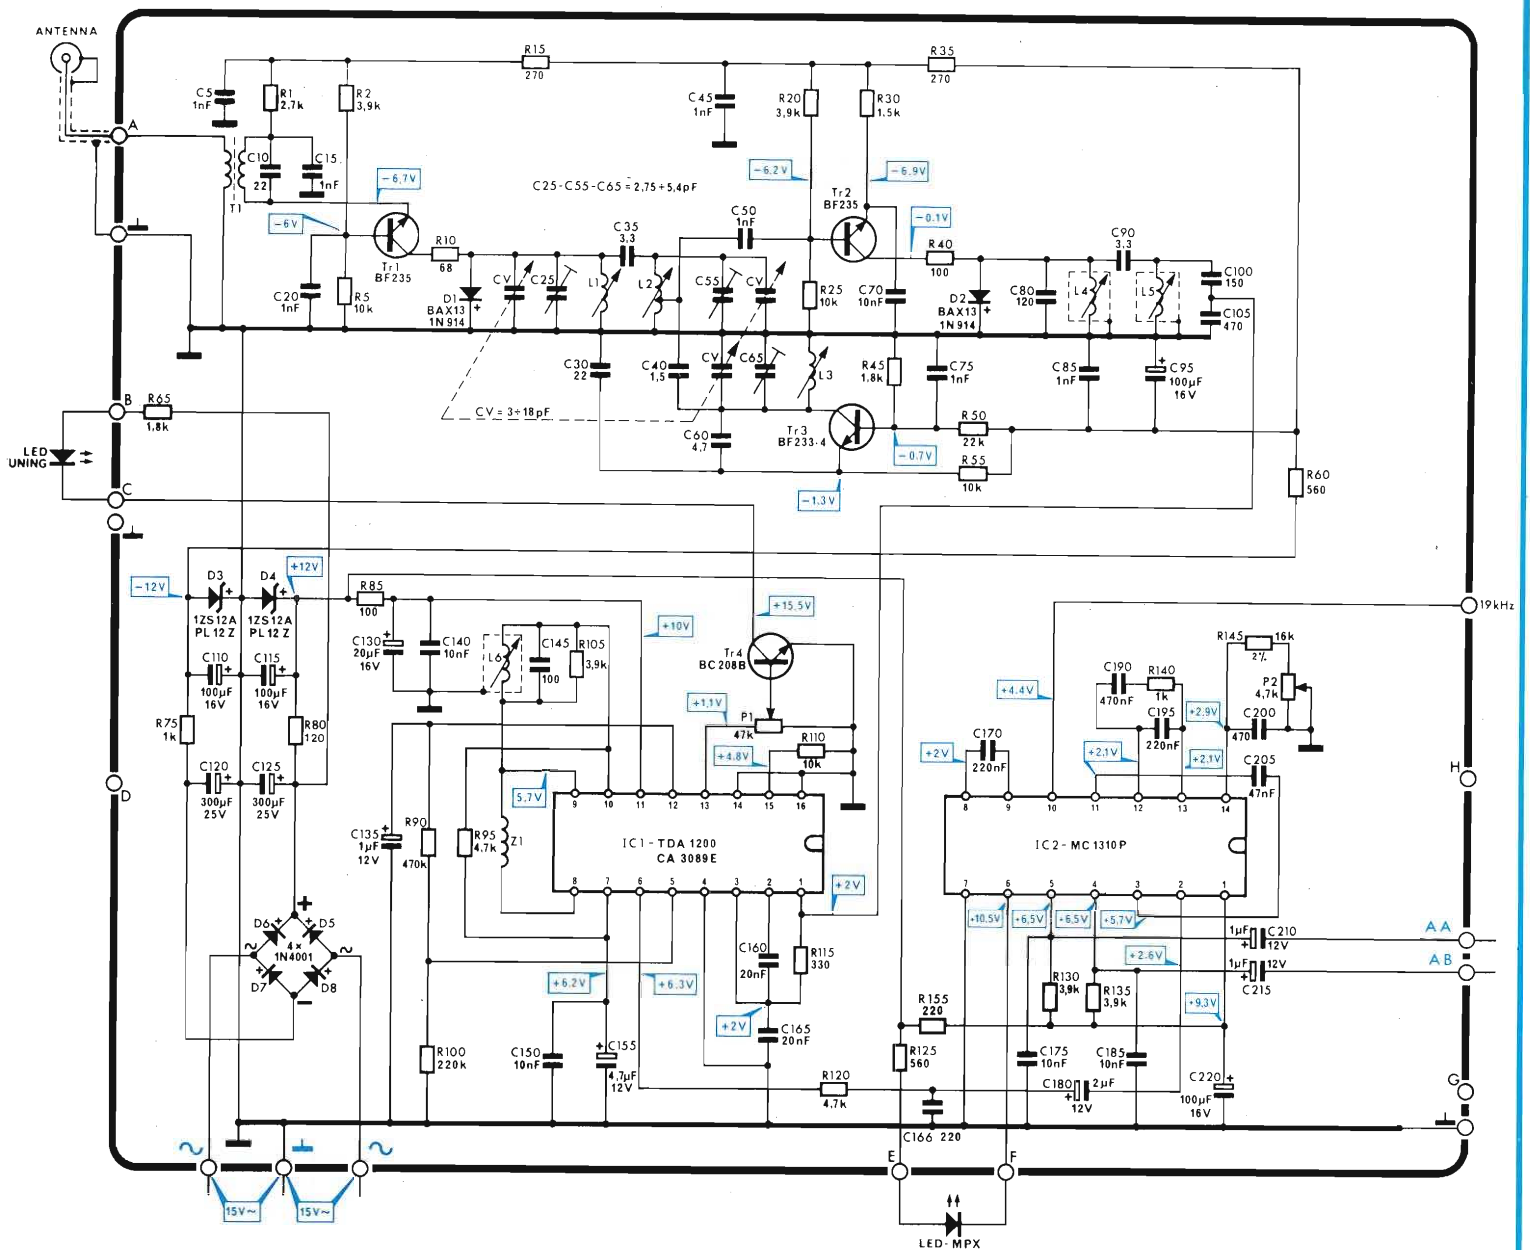 ANTENNA
R15
270
R35
270
C5
1nF
R1
2,7k
R2
3,9k
C45
1nF
R20
3,9k
R30
1.5k
A
C10
22
C15
1nF
T1
-6,7V
-6V
C25-C55-C65 = 2,75÷5,4pF
-6,2V
-6.9V
Tr2
BF235
Tr1
BF235
R10
68
C35
3,3
C50
1nF
-0.1V
R40
100
C90
3,3
C20
1nF
R5
10k
D1
BAX13
1N914
CV
C25
L1
L2
C55
CV
R25
10k
C70
10nF
D2
BAX13
1N914
C80
120
L4
L5
C100
150
C105
470
C30
22
C40
1,5
CV
C65
L3
R45
1.8k
C75
1nF
C85
1nF
C95
100µF
16V
CV = 3÷18pF
B
R65
1,8k
C60
4,7
Tr3
BF233-4
R50
22k
-0.7V
R55
10k
-1.3V
R60
560
LED
UNING
C
-12V
D3
1ZS12A
PL12Z
D4
1ZS12A
PL12Z
+12V
R85
100
C130
20µF
16V
C140
10nF
L6
C145
100
R105
3,9k
+10V
+15.5V
Tr4
BC208B
19kHz
R145
16k
2%
C190
470nF
R140
1k
P2
4,7k
C110
100µF
16V
C115
100µF
16V
R75
1k
R80
120
+1,1V
P1
47k
+4.8V
R110
10k
+4.4V
C195
220nF
+2.9V
C200
470
C170
220nF
+2V
+2,1V
+2.1V
C205
47nF
C120
300µF
25V
C125
300µF
25V
D
H
5,7V
9 10 11 12 13 14 15 16
8 9 10 11 12 13 14
C135
1µF
12V
R90
470k
R95
4.7k
Z1
IC1-TDA 1200
CA 3089E
IC2-MC1310P
8 7 6 5 4 3 2 1
7 6 5 4 3 2 1
+2V
+10.5V
+6,5V
+6,5V
+5.7V
D6
D5
4×
1N4001
D7
D8
+
−
~
~
C160
20nF
R115
330
1µF
C210
12V
AA
+2.6V
1µF
12V
C215
AB
+6.2V
+6.3V
R130
3,9k
R135
3,9k
+9.3V
+2V
R155
220
C165
20nF
R100
220k
C150
10nF
C155
4,7µF
12V
R125
560
C175
10nF
C185
10nF
R120
4.7k
C180
2µF
12V
C220
100µF
16V
G
C166 220
E
F
~
~
15V~
15V~
LED-MPX